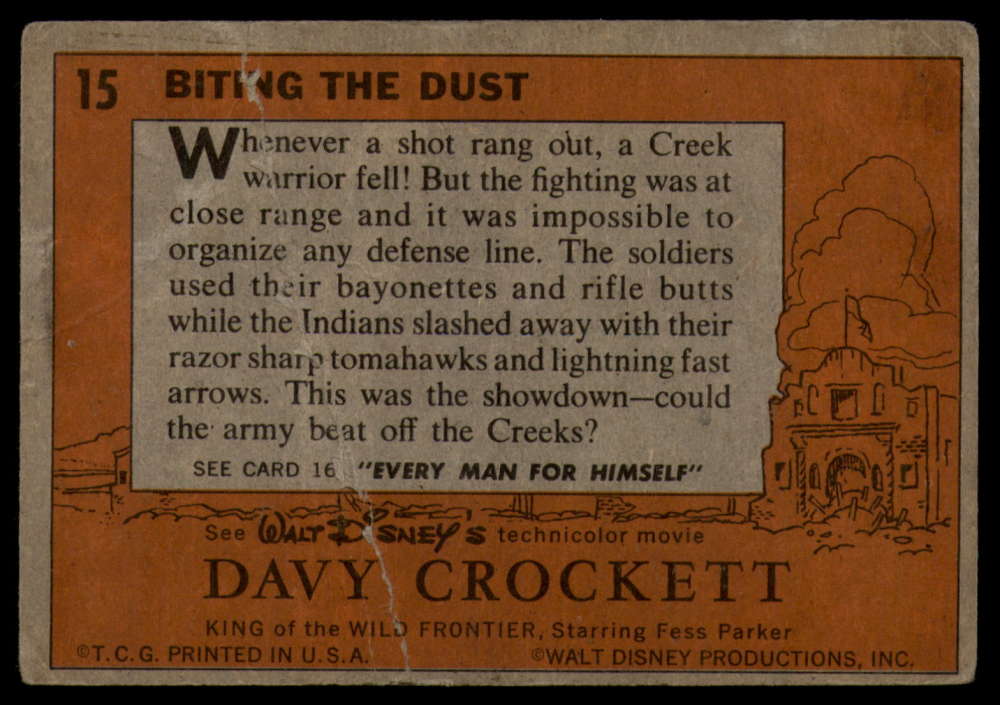 15 BITING THE DUST
Whenever a shot rang out, a Creek
warrior fell! But the fighting was at
close range and it was impossible to
organize any defense line. The soldiers
used their bayonettes and rifle butts
while the Indians slashed away with their
razor sharp tomahawks and lightning fast
arrows. This was the showdown—could
the army beat off the Creeks?
SEE CARD 16 "EVERY MAN FOR HIMSELF"
See WALT DISNEY'S technicolor movie
DAVY CROCKETT
KING of the WILD FRONTIER, Starring Fess Parker
©T.C.G. PRINTED IN U.S.A. ©WALT DISNEY PRODUCTIONS, INC.